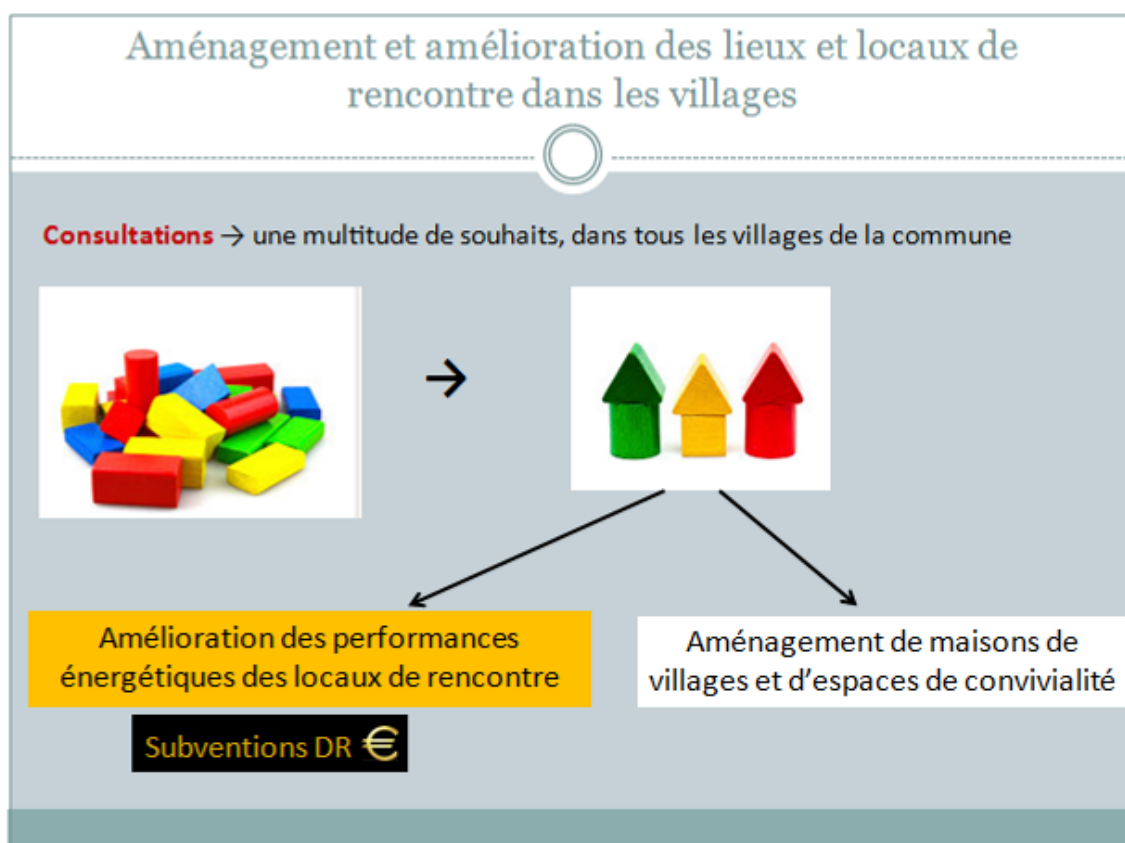 Aménagement et amélioration des lieux et locaux de
rencontre dans les villages
Consultations → une multitude de souhaits, dans tous les villages de la commune
→
Amélioration des performances
énergétiques des locaux de rencontre
Aménagement de maisons de
villages et d'espaces de convivialité
Subventions DR €